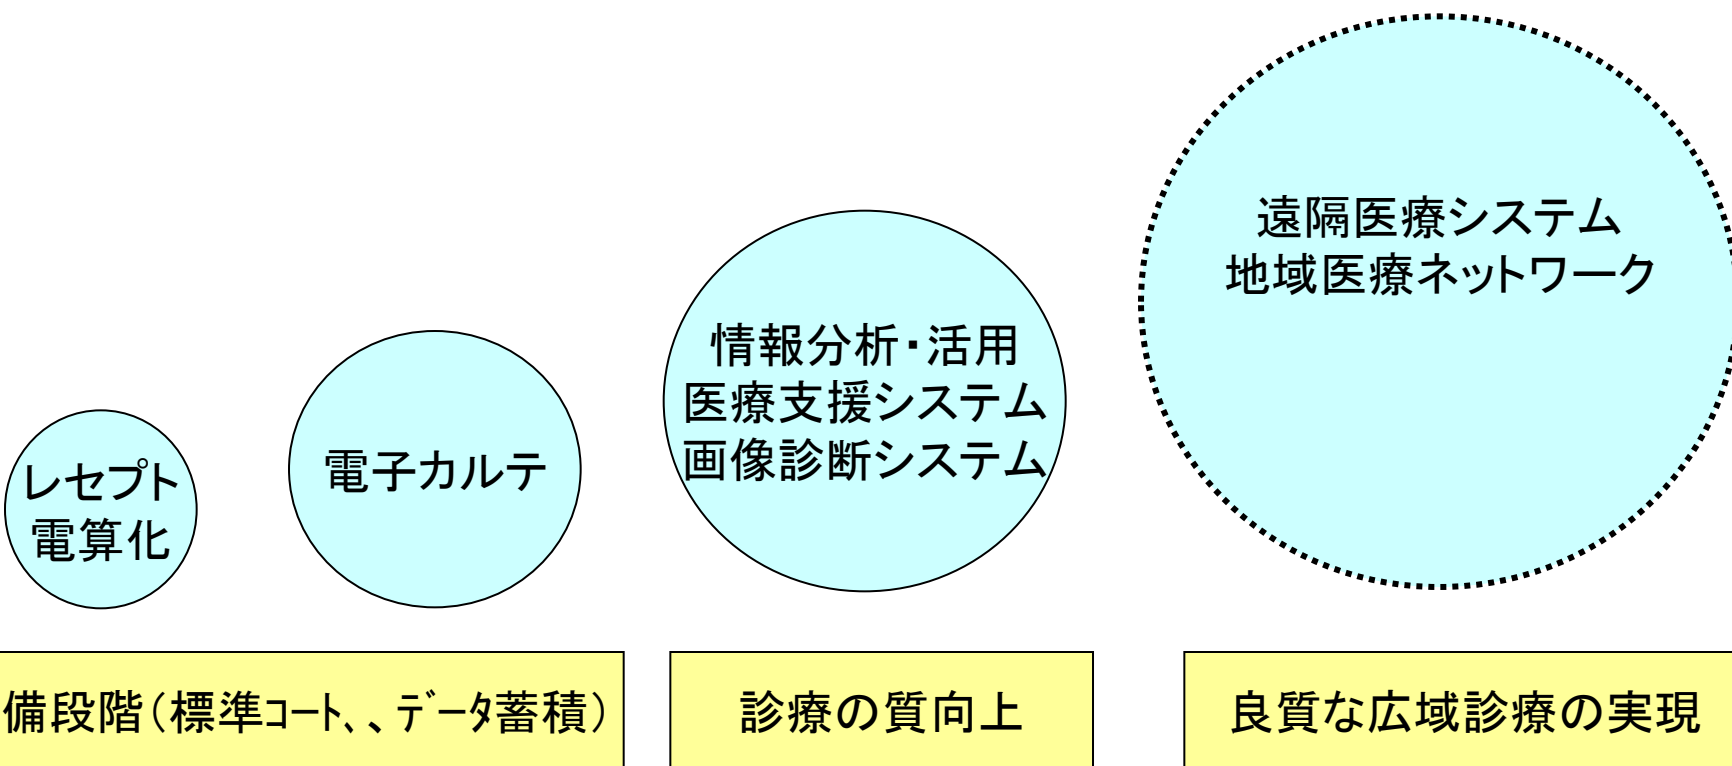 遠隔医療システム
地域医療ネットワーク
情報分析・活用
医療支援システム
画像診断システム
電子カルテ
レセプト
電算化
備段階（標準ｺｰﾄ、、ﾃﾞｰﾀ蓄積）
診療の質向上
良質な広域診療の実現